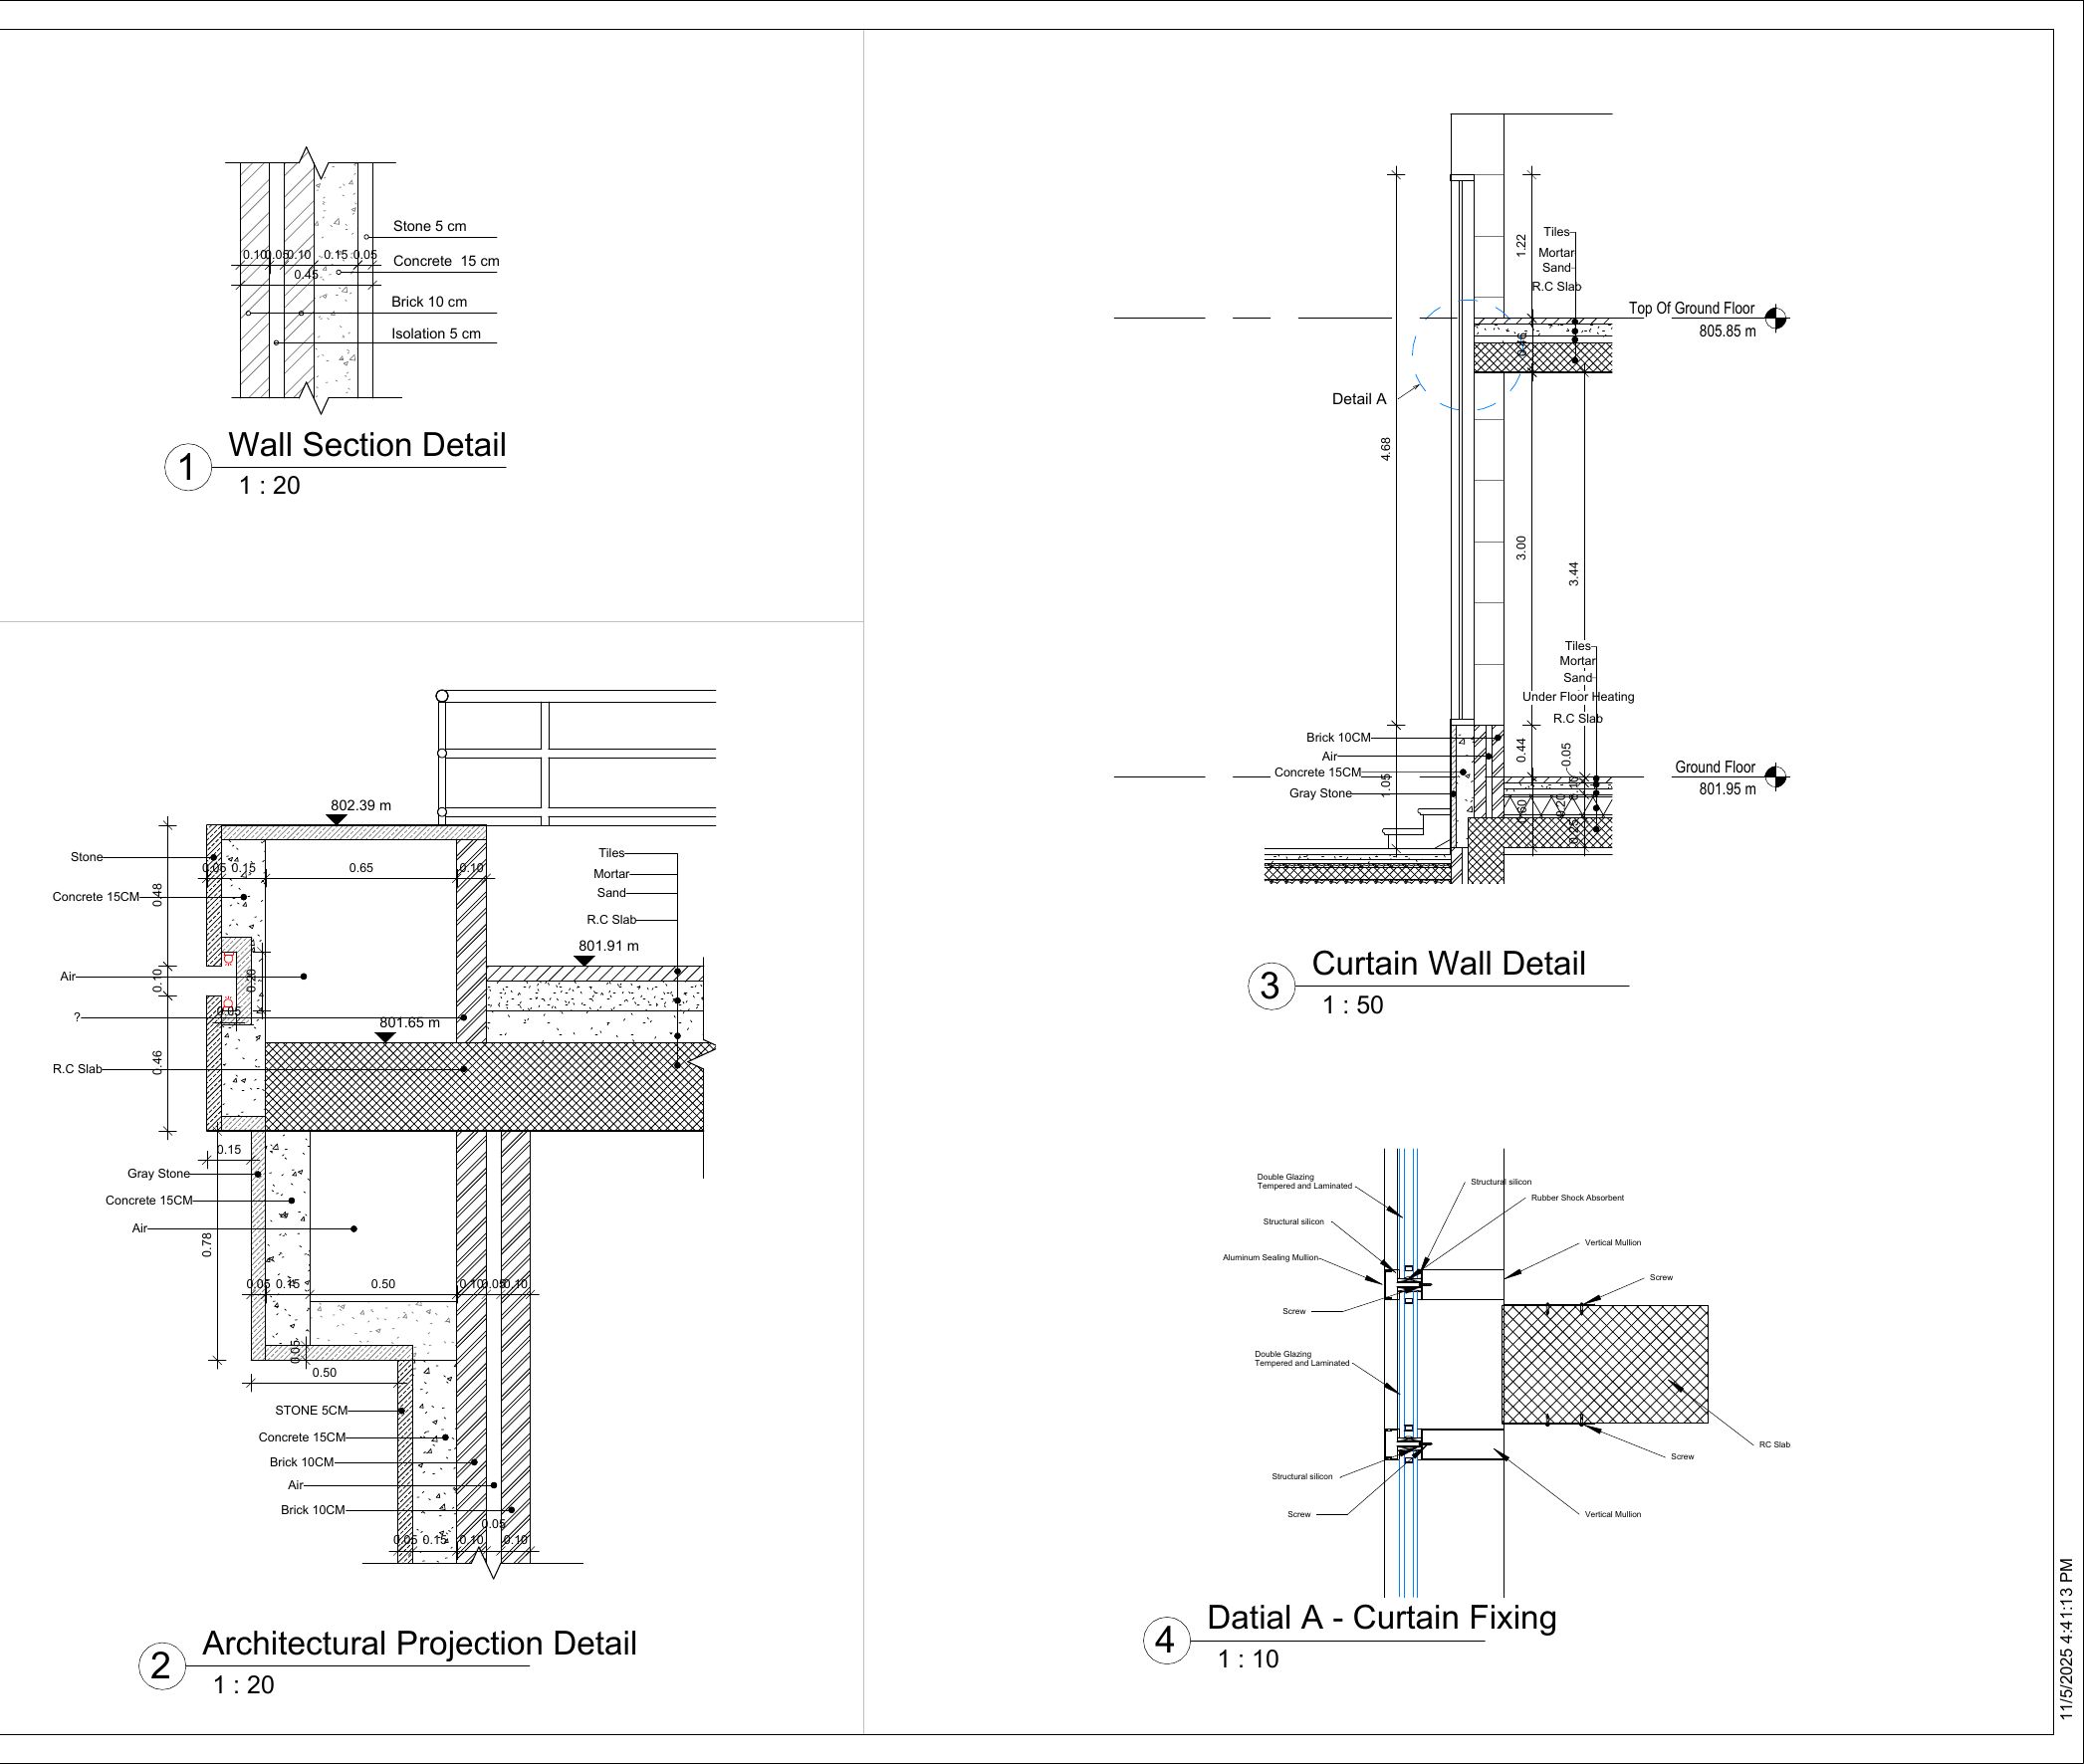 Stone 5 cm
0.10 0.05 0.10 0.15 0.05
Concrete  15 cm
0.45
Brick 10 cm
Isolation 5 cm
1
Wall Section Detail
1 : 20
802.39 m
Stone
0.05 0.15 0.65 0.10
Concrete 15CM
0.48
Tiles
Mortar
Sand
R.C Slab
801.91 m
Air
0.10
0.20
0.05
?
801.65 m
R.C Slab
0.46
0.15
Gray Stone
Concrete 15CM
Air
0.78
0.05 0.15 0.50 0.10 0.05 0.10
0.05
0.50
STONE 5CM
Concrete 15CM
Brick 10CM
Air
Brick 10CM
0.05
0.05 0.15 0.10 0.10
2
Architectural Projection Detail
1 : 20
1.22
Tiles
Mortar
Sand
R.C Slab
Top Of Ground Floor
805.85 m
0.46
Detail A
4.68
3.00
3.44
Tiles
Mortar
Sand
Under Floor Heating
R.C Slab
Brick 10CM
Air
Concrete 15CM
Gray Stone
1.05
0.44
0.05
Ground Floor
801.95 m
0.60
0.20
0.25
3
Curtain Wall Detail
1 : 50
Double Glazing
Tempered and Laminated
Structural silicon
Rubber Shock Absorbent
Structural silicon
Aluminum Sealing Mullion
Vertical Mullion
Screw
Screw
Double Glazing
Tempered and Laminated
RC Slab
Screw
Structural silicon
Screw
Vertical Mullion
4
Datial A - Curtain Fixing
1 : 10
11/5/2025 4:41:13 PM